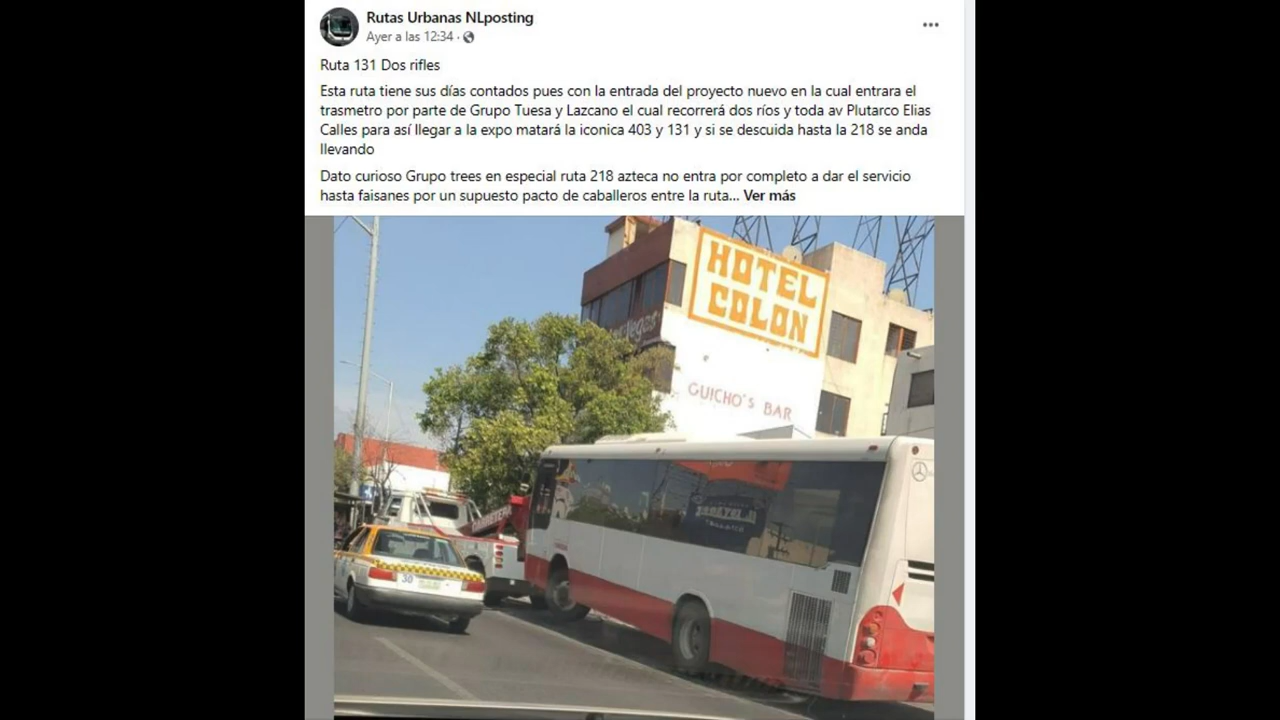 Rutas Urbanas NLposting
Ayer a las 12:34 ·
Ruta 131 Dos rifles
Esta ruta tiene sus días contados pues con la entrada del proyecto nuevo en la cual entrara el
trasmetro por parte de Grupo Tuesa y Lazcano el cual recorrerá dos ríos y toda av Plutarco Elias
Calles para así llegar a la expo matará la iconica 403 y 131 y si se descuida hasta la 218 se anda
llevando
Dato curioso Grupo trees en especial ruta 218 azteca no entra por completo a dar el servicio
hasta faisanes por un supuesto pacto de caballeros entre la ruta... Ver más
HOTEL
COLON
GUICHO'S BAR
CARRETERA
30